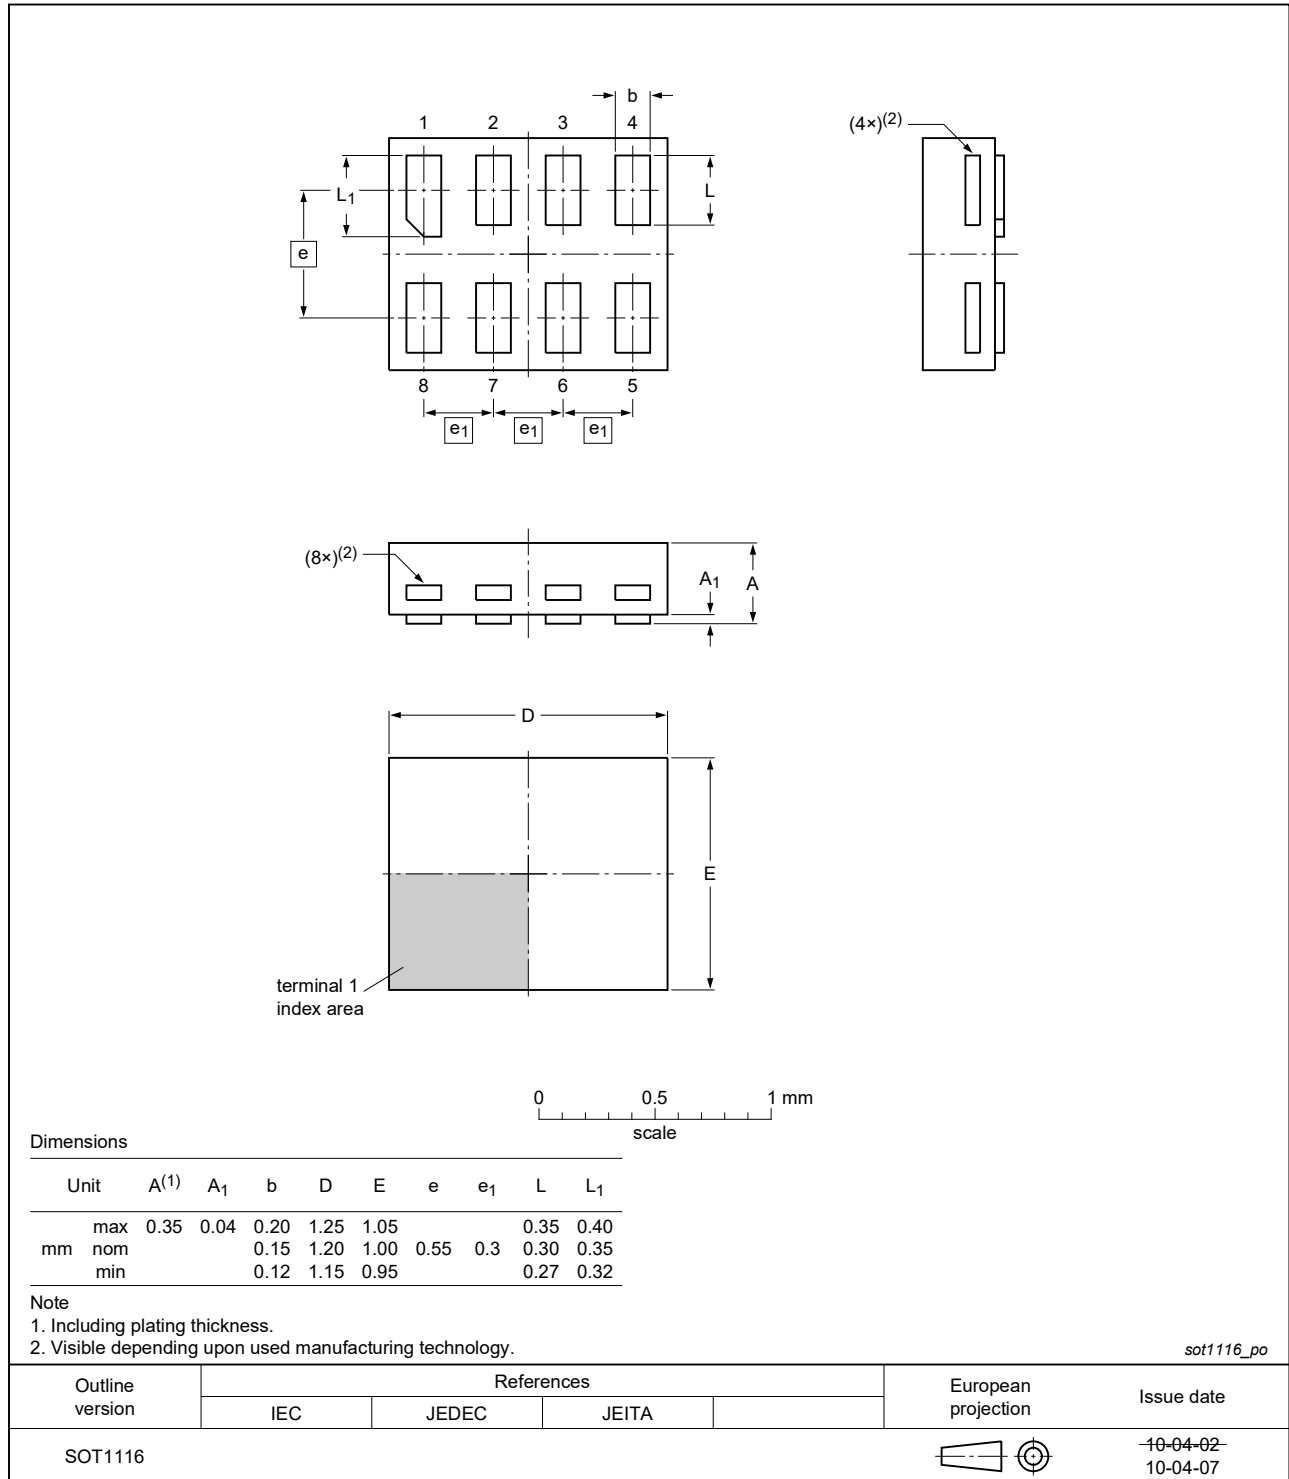 b
1 2 3 4
(4×)(2)
L1
L
e
8 7 6 5
e1 e1 e1
(8×)(2)
A1 A
D
E
terminal 1
index area
0 0.5 1 mm
scale
Dimensions
Unit A(1) A1 b D E e e1 L L1
max 0.35 0.04 0.20 1.25 1.05 0.35 0.40
mm nom 0.15 1.20 1.00 0.55 0.3 0.30 0.35
min 0.12 1.15 0.95 0.27 0.32
Note
1. Including plating thickness.
2. Visible depending upon used manufacturing technology.
sot1116_po
Outline
version
References
IEC JEDEC JEITA
European
projection
Issue date
SOT1116
10-04-02
10-04-07